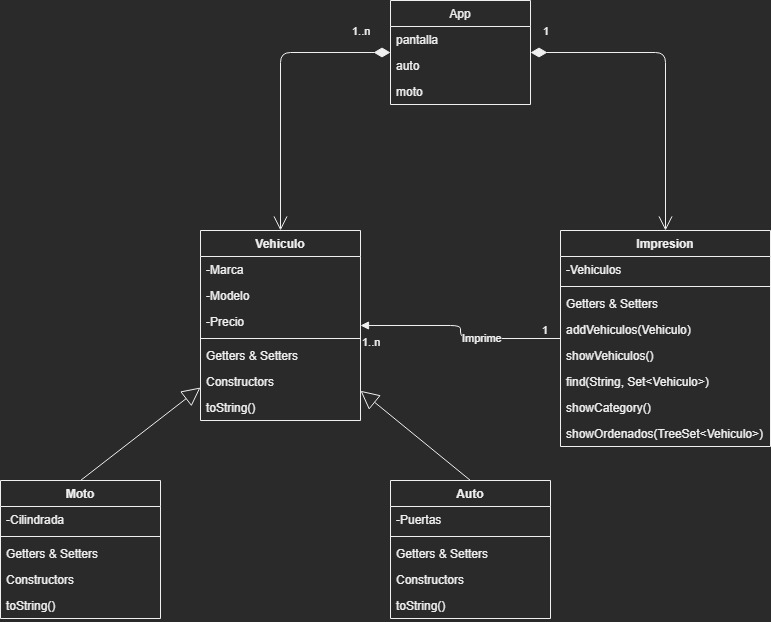 App
pantalla
auto
moto
1..n
1
Vehiculo
-Marca
-Modelo
-Precio
Getters & Setters
Constructors
toString()
Impresion
-Vehiculos
Getters & Setters
addVehiculos(Vehiculo)
showVehiculos()
find(String, Set<Vehiculo>)
showCategory()
showOrdenados(TreeSet<Vehiculo>)
1..n
Imprime
1
Moto
-Cilindrada
Getters & Setters
Constructors
toString()
Auto
-Puertas
Getters & Setters
Constructors
toString()